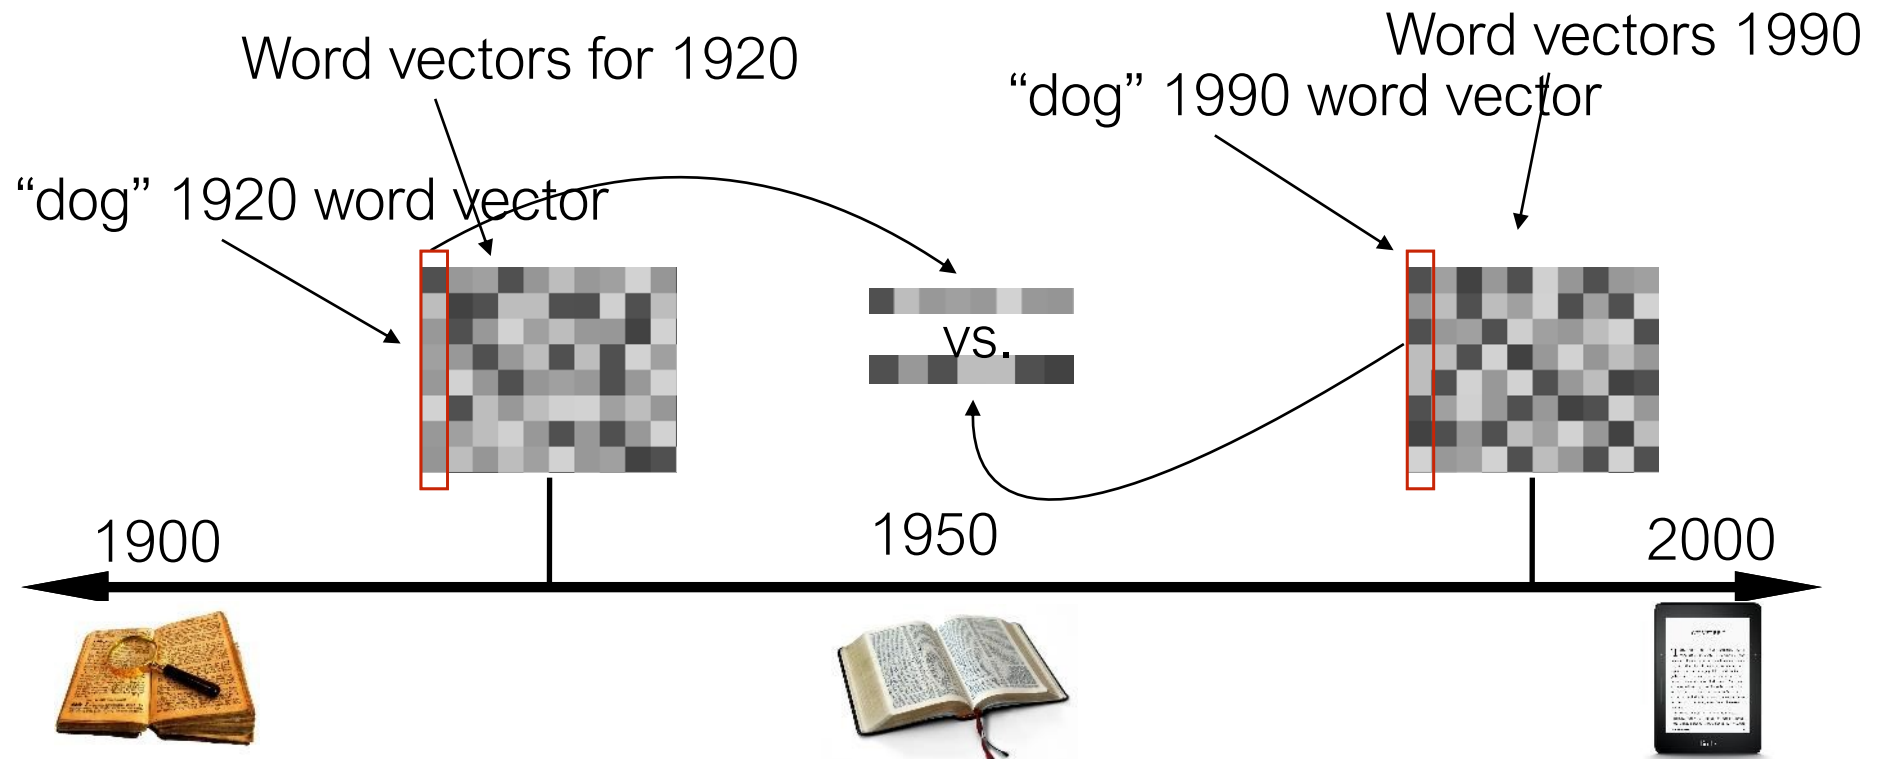 Word vectors for 1920
Word vectors 1990
“dog” 1990 word vector
“dog” 1920 word vector
vs.
1900
1950
2000